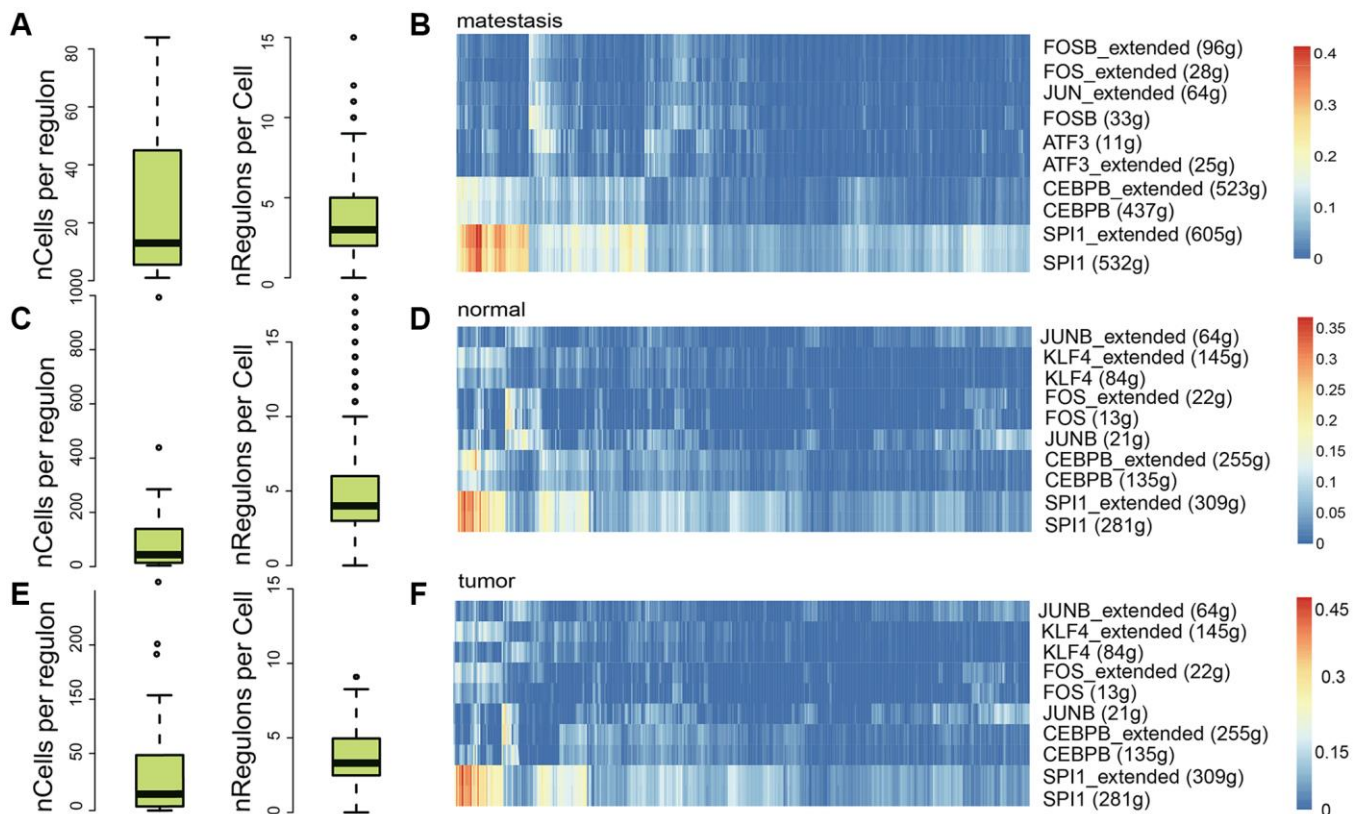 A
nCells per regulon
0
20
40
60
80
nRegulons per Cell
0
5
10
15
B
matestasis
FOSB_extended (96g)
FOS_extended (28g)
JUN_extended (64g)
FOSB (33g)
ATF3 (11g)
ATF3_extended (25g)
CEBPB_extended (523g)
CEBPB (437g)
SPI1_extended (605g)
SPI1 (532g)
0.4
0.3
0.2
0.1
0
C
nCells per regulon
0
200
400
600
800
nRegulons per Cell
0
5
10
15
D
normal
JUNB_extended (64g)
KLF4_extended (145g)
KLF4 (84g)
FOS_extended (22g)
FOS (13g)
JUNB (21g)
CEBPB_extended (255g)
CEBPB (135g)
SPI1_extended (309g)
SPI1 (281g)
0.35
0.3
0.25
0.2
0.15
0.1
0.05
0
E
nCells per regulon
0
50
100
150
200
nRegulons per Cell
0
5
10
15
F
tumor
JUNB_extended (64g)
KLF4_extended (145g)
KLF4 (84g)
FOS_extended (22g)
FOS (13g)
JUNB (21g)
CEBPB_extended (255g)
CEBPB (135g)
SPI1_extended (309g)
SPI1 (281g)
0.45
0.3
0.15
0